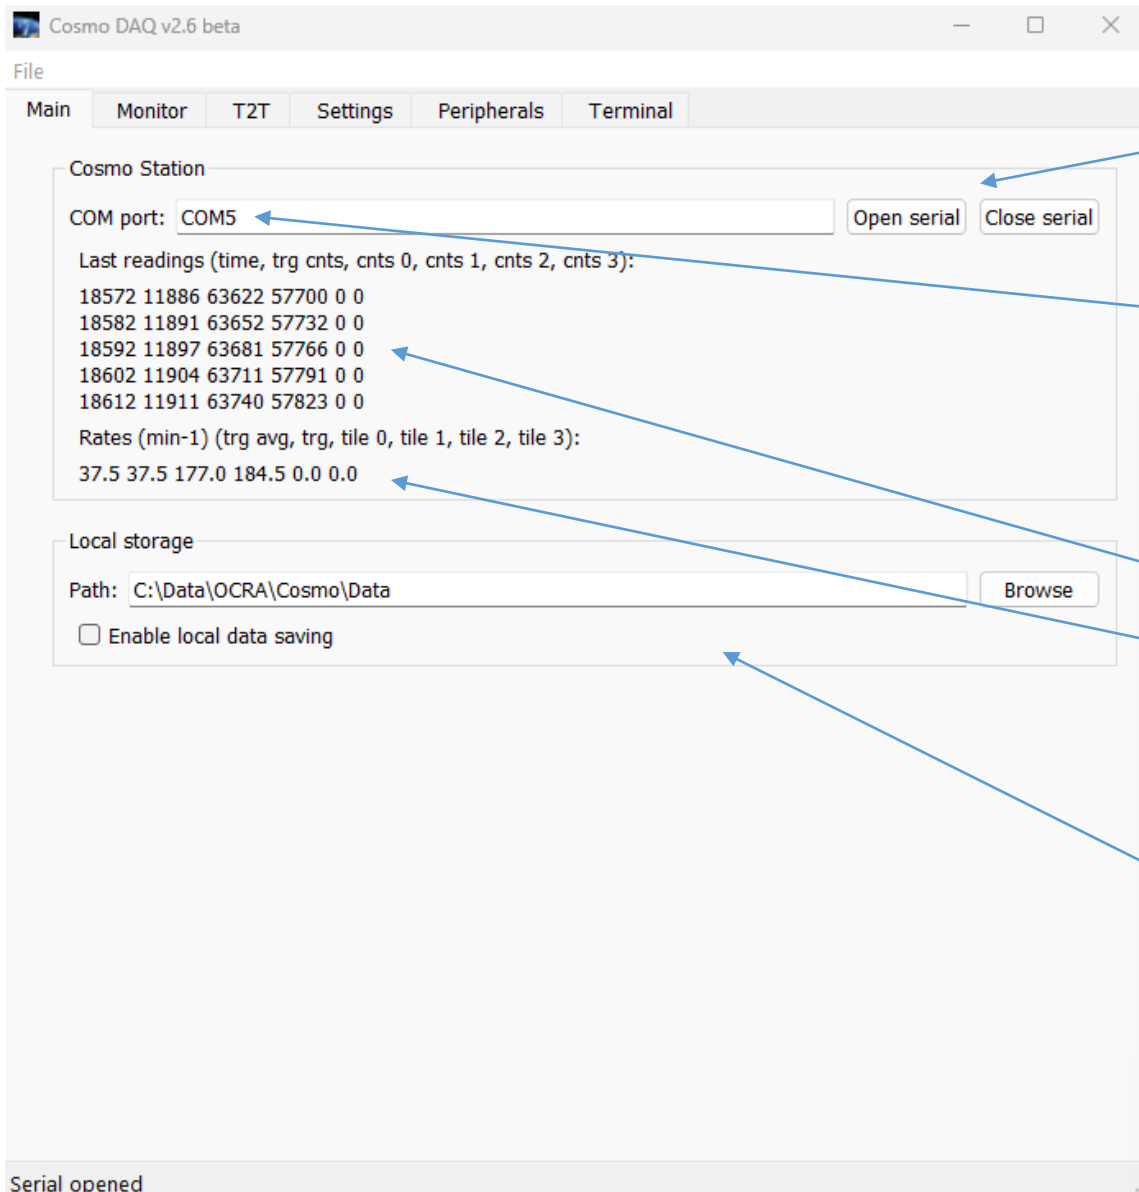 Cosmo DAQ v2.6 beta
File
Main Monitor T2T Settings Peripherals Terminal
Cosmo Station
COM port: COM5 Open serial Close serial
Last readings (time, trg cnts, cnts 0, cnts 1, cnts 2, cnts 3):
18572 11886 63622 57700 0 0
18582 11891 63652 57732 0 0
18592 11897 63681 57766 0 0
18602 11904 63711 57791 0 0
18612 11911 63740 57823 0 0
Rates (min-1) (trg avg, trg, tile 0, tile 1, tile 2, tile 3):
37.5 37.5 177.0 184.5 0.0 0.0
Local storage
Path: C:\Data\OCRA\Cosmo\Data Browse
Enable local data saving
Serial opened